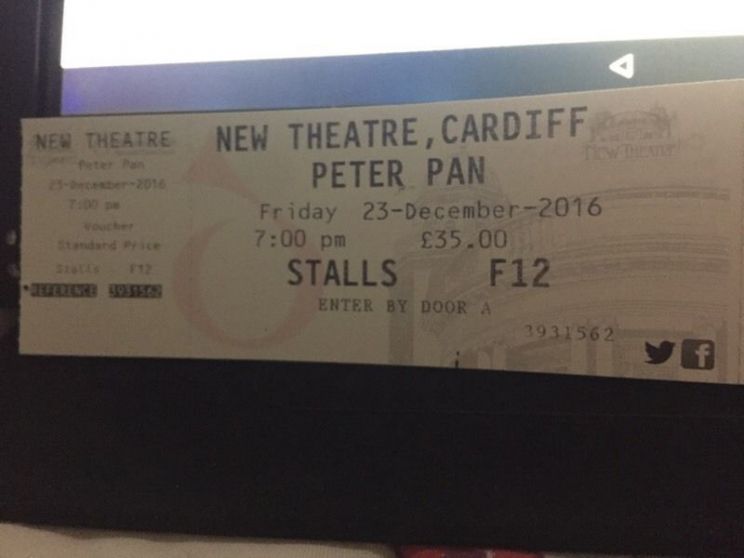 NEW THEATRE
Peter Pan
23-December-2016
7:00 pm
Voucher
Standard Price
Stalls F12
REFERENCE 3931562
NEW THEATRE, CARDIFF
PETER PAN
Friday 23-December-2016
7:00 pm £35.00
STALLS F12
ENTER BY DOOR A
3931562
NEW THEATRE
f